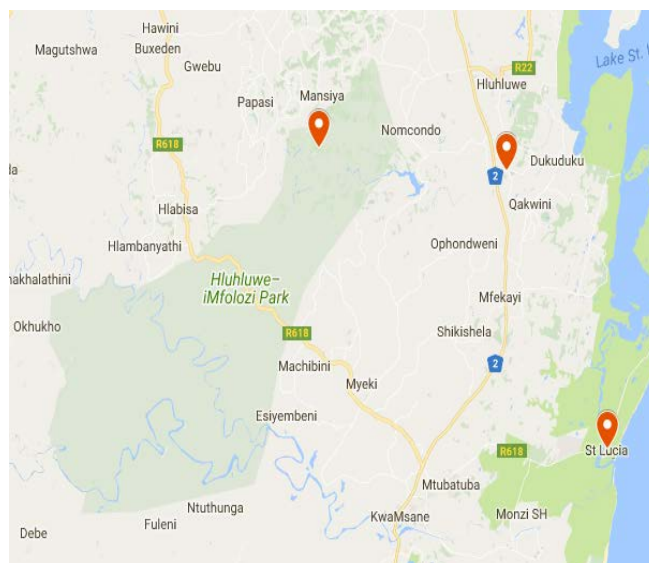 Hawini
Magutshwa
Buxeden
Gwebu
Lake St.
R22
Hluhluwe
Papasi
Mansiya
Nomcondo
R618
Dukuduku
2
Hlabisa
Qakwini
Hlambanyathi
Ophondweni
nakhalathini
Hluhluwe–
iMfolozi Park
Mfekayi
Okhukho
R618
Shikishela
Machibini
2
Myeki
Esiyembeni
R618
St Lucia
Mtubatuba
Ntuthunga
Monzi SH
Fuleni
KwaMsane
Debe